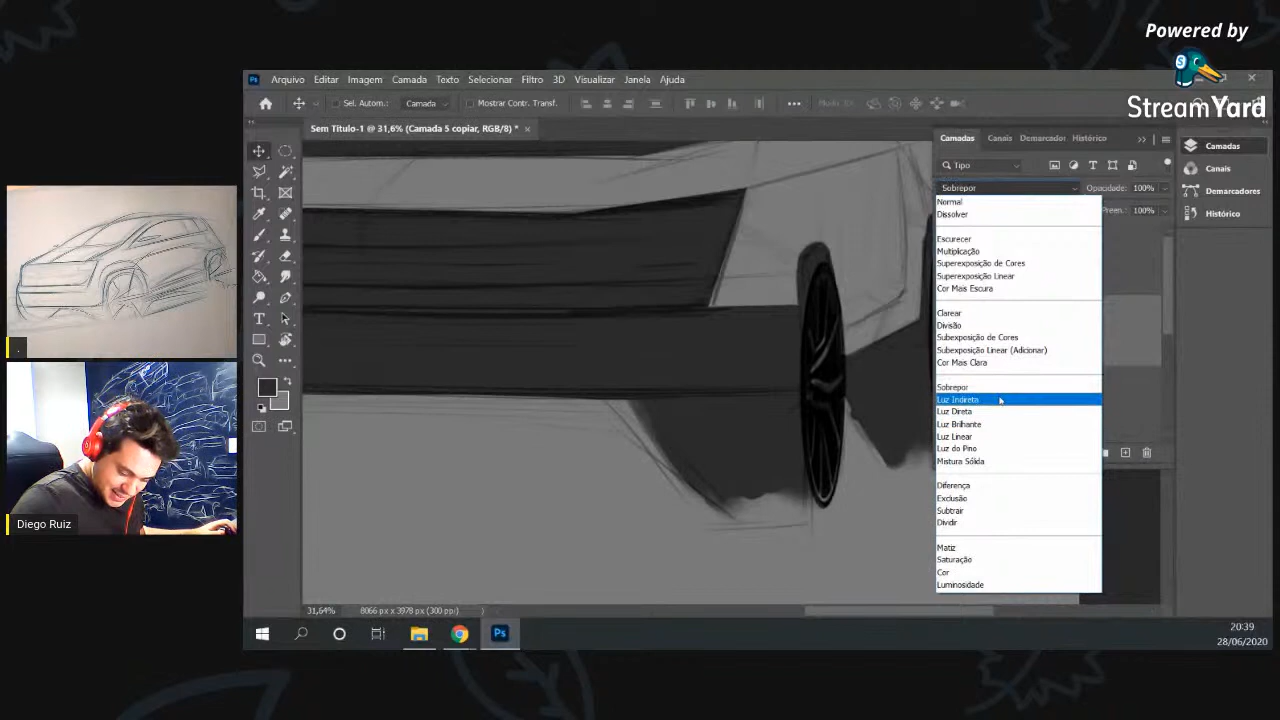 Powered by
StreamYard
Arquivo Editar Imagem Camada Texto Selecionar Filtro 3D Visualizar Janela Ajuda
Sel. Autom.: Camada Mostrar Contr. Transf.
Sem Título-1 @ 31,6% (Camada 5 copiar, RGB/8) *
Camadas Canais Demarcador Histórico
Tipo
Sobrepor Opacidade: 100%
Preen.: 100%
Normal
Dissolver
Escurecer
Multiplicação
Superexposição de Cores
Superexposição Linear
Cor Mais Escura
Clarear
Divisão
Subexposição de Cores
Subexposição Linear (Adicionar)
Cor Mais Clara
Sobrepor
Luz Indireta
Luz Direta
Luz Brilhante
Luz Linear
Luz do Pino
Mistura Sólida
Diferença
Exclusão
Subtrair
Dividir
Matiz
Saturação
Cor
Luminosidade
Camadas
Canais
Demarcadores
Histórico
.
Diego Ruiz
31,64% 8066 px x 3978 px (300 ppi)
Ps
20:39
28/06/2020